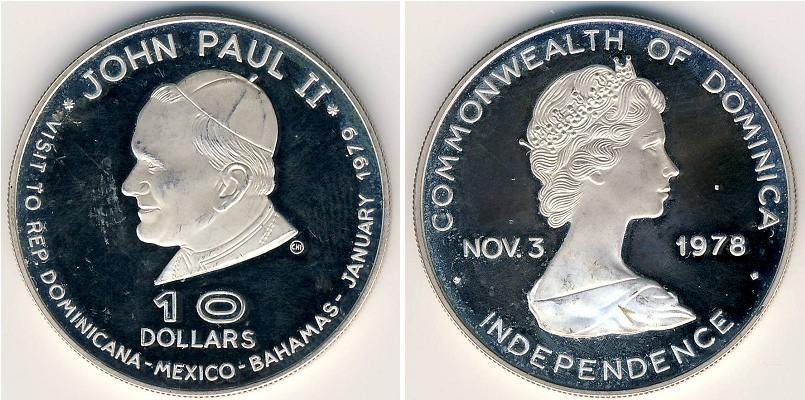 * JOHN PAUL II *
VISIT TO REP. DOMINICANA - MEXICO - BAHAMAS - JANUARY 1979
CHI
10
DOLLARS
COMMONWEALTH OF DOMINICA
NOV. 3 1978
INDEPENDENCE